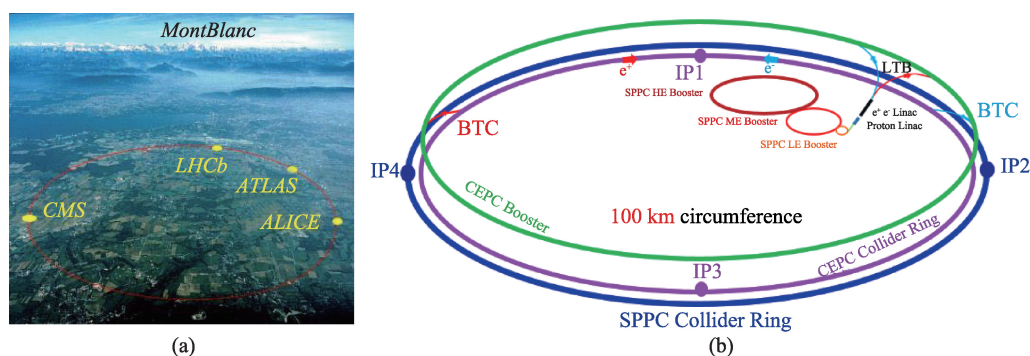 MontBlanc
LHCb
ATLAS
CMS
ALICE
(a)
IP1
e⁺
e⁻
LTB
SPPC HE Booster
SPPC ME Booster
e⁺ e⁻ Linac
Proton Linac
SPPC LE Booster
BTC
BTC
IP4
IP2
CEPC Booster
100 km circumference
CEPC Collider Ring
IP3
SPPC Collider Ring
(b)